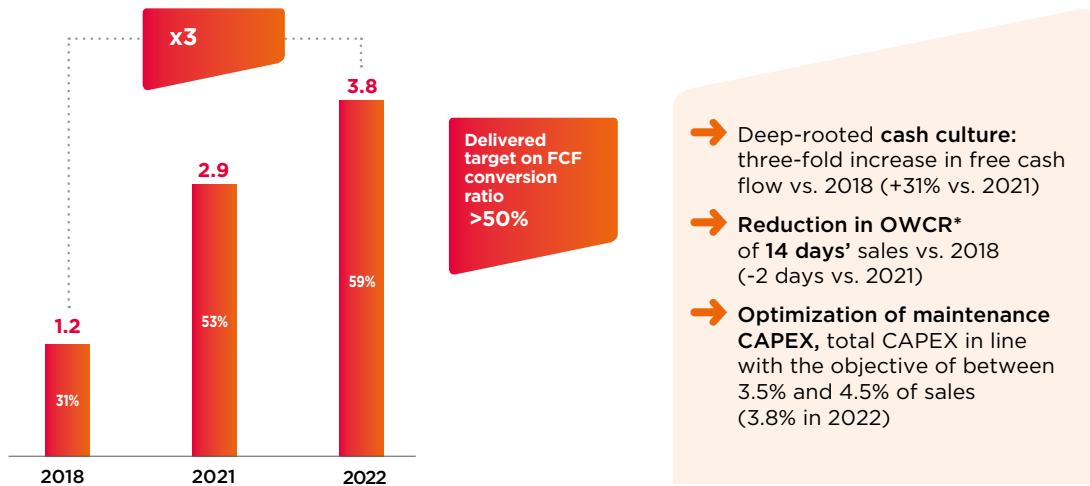 x3
3.8
2.9
1.2
59%
53%
31%
2018
2021
2022
Delivered
target on FCF
conversion
ratio
>50%
Deep-rooted cash culture:
three-fold increase in free cash
flow vs. 2018 (+31% vs. 2021)
Reduction in OWCR*
of 14 days’ sales vs. 2018
(-2 days vs. 2021)
Optimization of maintenance
CAPEX, total CAPEX in line
with the objective of between
3.5% and 4.5% of sales
(3.8% in 2022)